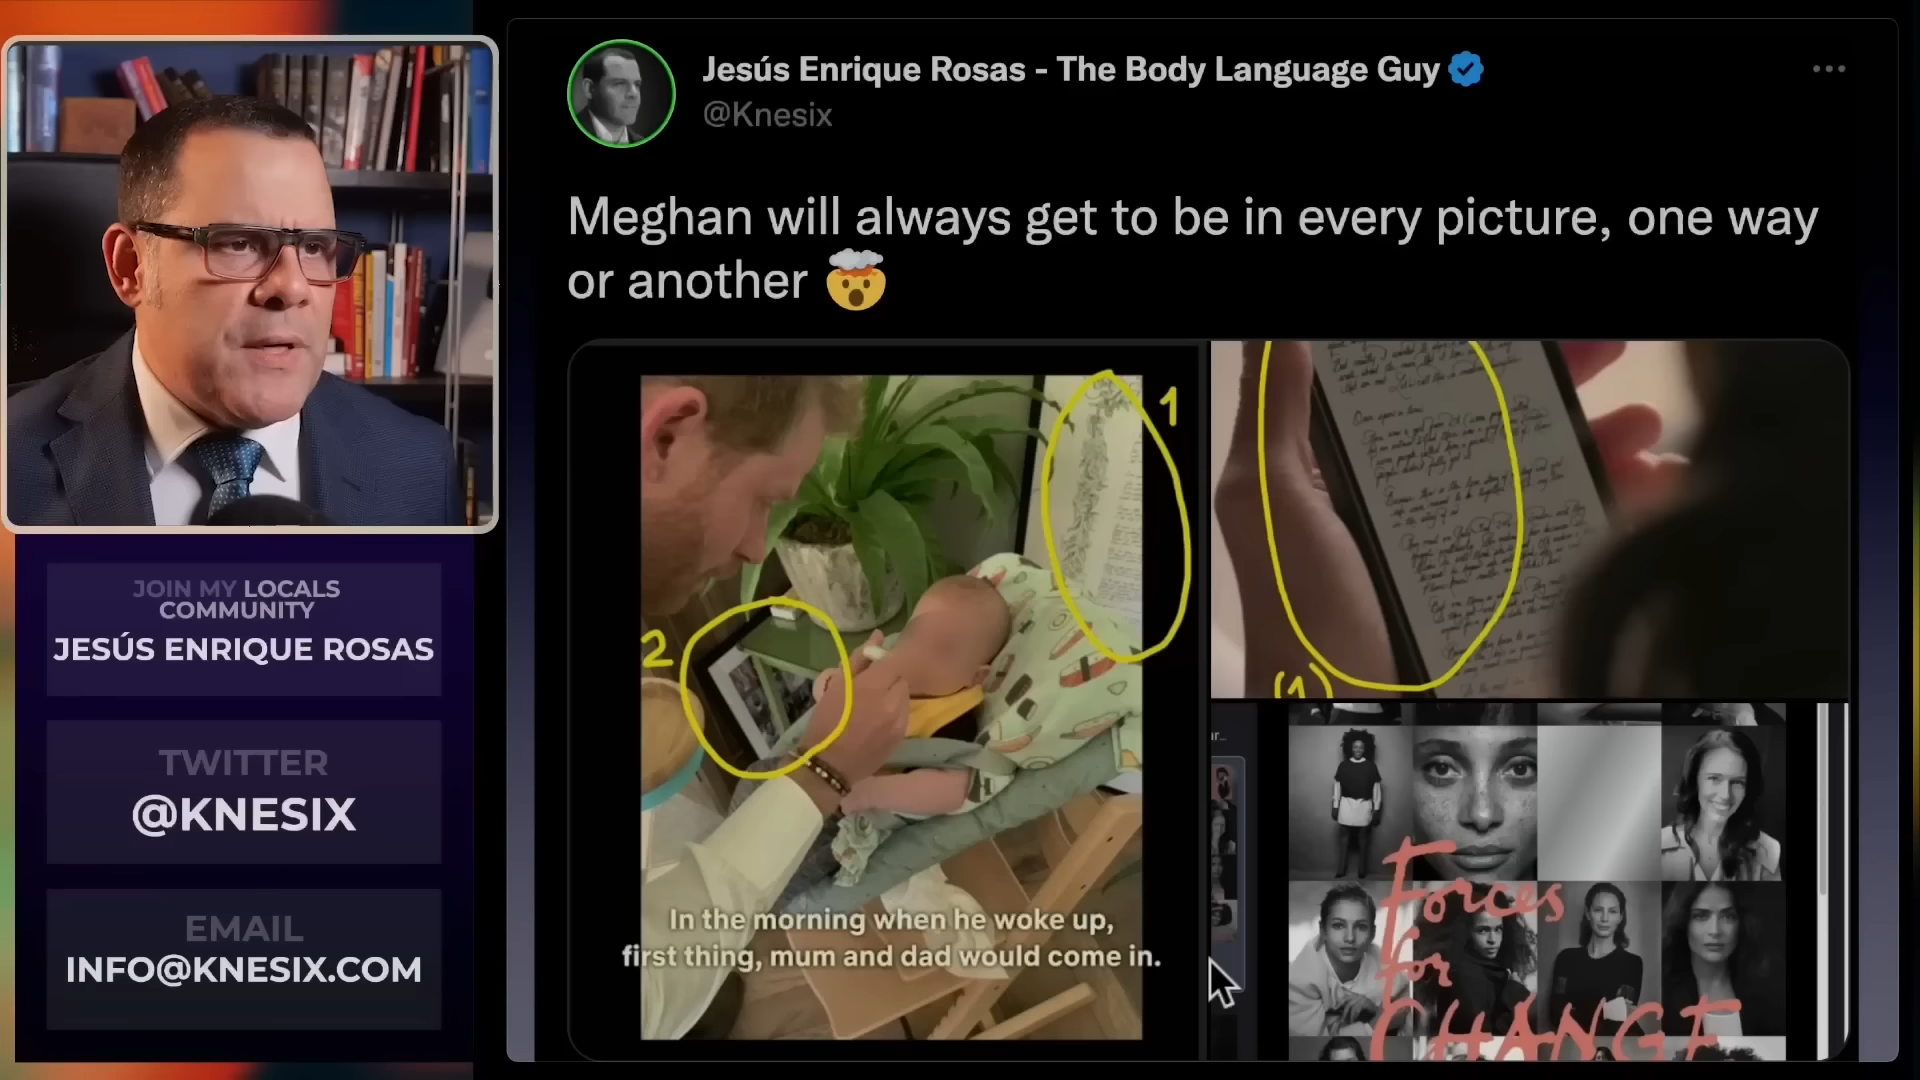 JOIN MY LOCALS
COMMUNITY
JESÚS ENRIQUE ROSAS
TWITTER
@KNESIX
EMAIL
INFO@KNESIX.COM
Jesús Enrique Rosas - The Body Language Guy
@Knesix
Meghan will always get to be in every picture, one way
or another 🤯
1
2
In the morning when he woke up,
first thing, mum and dad would come in.
(1)
Forces
for
CHANGE